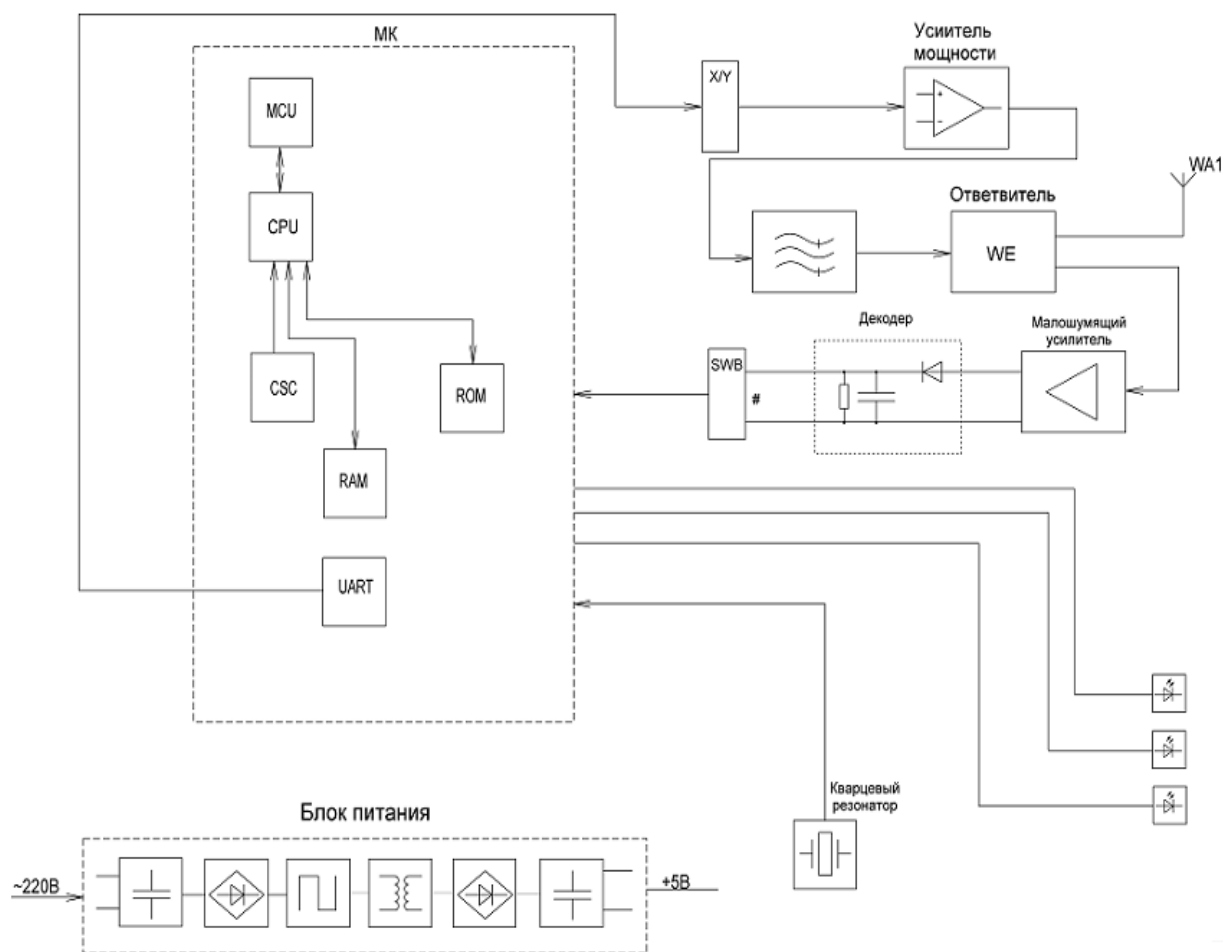 МК
Усиитель
мощности
X/Y
MCU
WA1
CPU
Ответвитель
WE
Декодер
Малошумящий
усилитель
CSC
ROM
SWB
#
RAM
UART
Кварцевый
резонатор
Блок питания
~220В
+5В